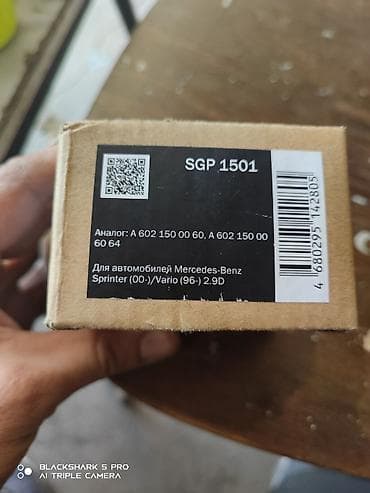 SGP 1501
Аналог: А 602 150 00 60, А 602 150 00
60 64
Для автомобилей Mercedes-Benz
Sprinter (00-)/Vario (96-) 2.9D
4 680295 142805
BLACKSHARK 5 PRO
AI TRIPLE CAMERA